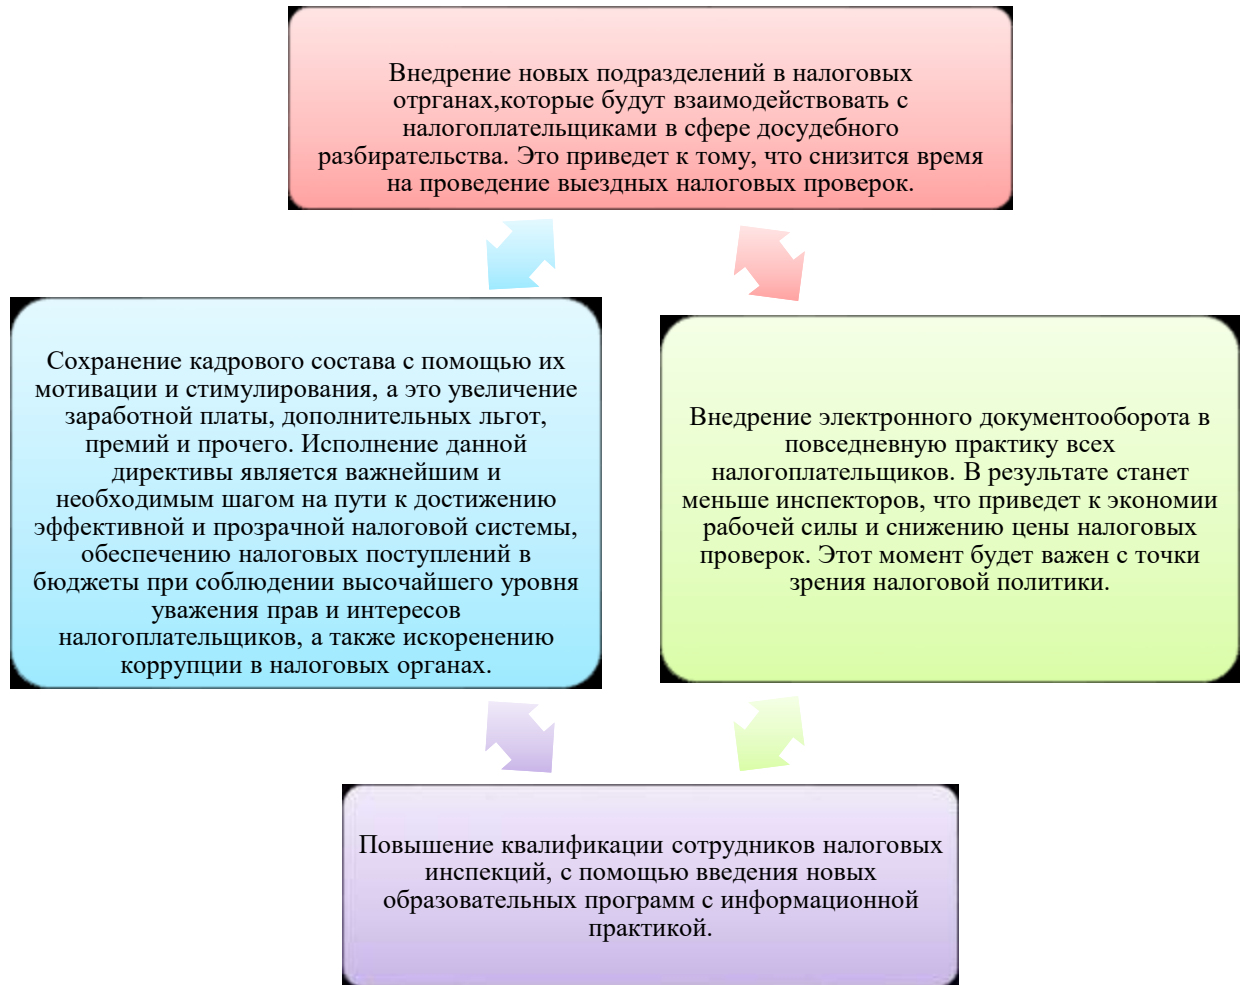 Внедрение новых подразделений в налоговых
отрганах,которые будут взаимодействовать с
налогоплательщиками в сфере досудебного
разбирательства. Это приведет к тому, что снизится время
на проведение выездных налоговых проверок.
Сохранение кадрового состава с помощью их
мотивации и стимулирования, а это увеличение
заработной платы, дополнительных льгот,
премий и прочего. Исполнение данной
директивы является важнейшим и
необходимым шагом на пути к достижению
эффективной и прозрачной налоговой системы,
обеспечению налоговых поступлений в
бюджеты при соблюдении высочайшего уровня
уважения прав и интересов
налогоплательщиков, а также искоренению
коррупции в налоговых органах.
Внедрение электронного документооборота в
повседневную практику всех
налогоплательщиков. В результате станет
меньше инспекторов, что приведет к экономии
рабочей силы и снижению цены налоговых
проверок. Этот момент будет важен с точки
зрения налоговой политики.
Повышение квалификации сотрудников налоговых
инспекций, с помощью введения новых
образовательных программ с информационной
практикой.